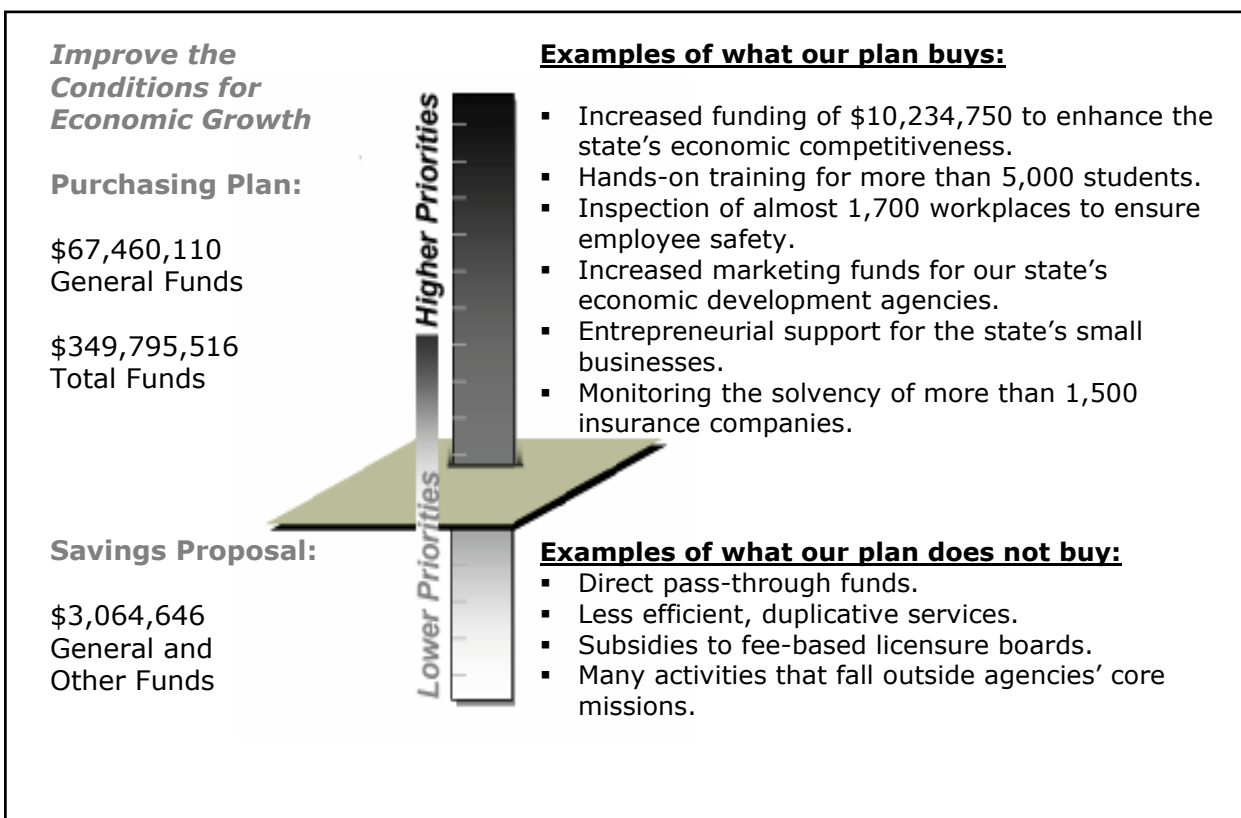 Improve the
Conditions for
Economic Growth
Purchasing Plan:
$67,460,110
General Funds
$349,795,516
Total Funds
Higher Priorities
Lower Priorities
Examples of what our plan buys:
▪ Increased funding of $10,234,750 to enhance the
state’s economic competitiveness.
▪ Hands-on training for more than 5,000 students.
▪ Inspection of almost 1,700 workplaces to ensure
employee safety.
▪ Increased marketing funds for our state’s
economic development agencies.
▪ Entrepreneurial support for the state’s small
businesses.
▪ Monitoring the solvency of more than 1,500
insurance companies.
Savings Proposal:
$3,064,646
General and
Other Funds
Examples of what our plan does not buy:
▪ Direct pass-through funds.
▪ Less efficient, duplicative services.
▪ Subsidies to fee-based licensure boards.
▪ Many activities that fall outside agencies’ core
missions.